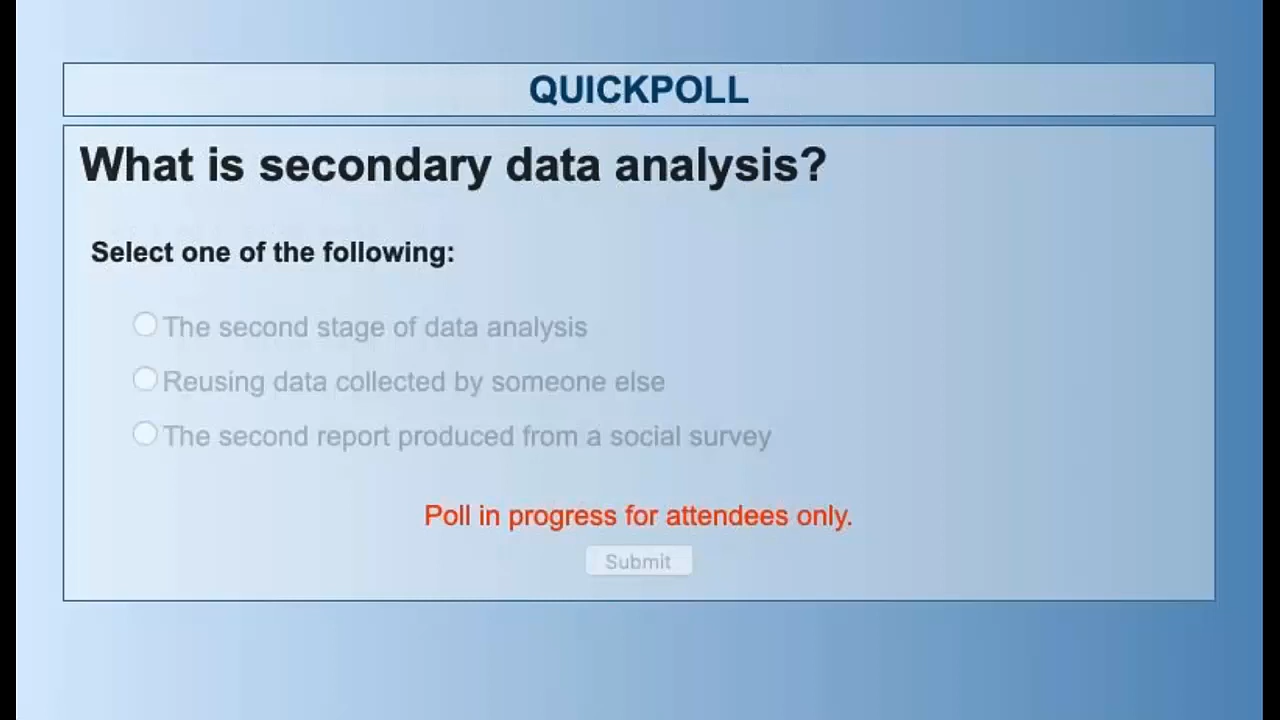 QUICKPOLL
What is secondary data analysis?
Select one of the following:
The second stage of data analysis
Reusing data collected by someone else
The second report produced from a social survey
Poll in progress for attendees only.
Submit